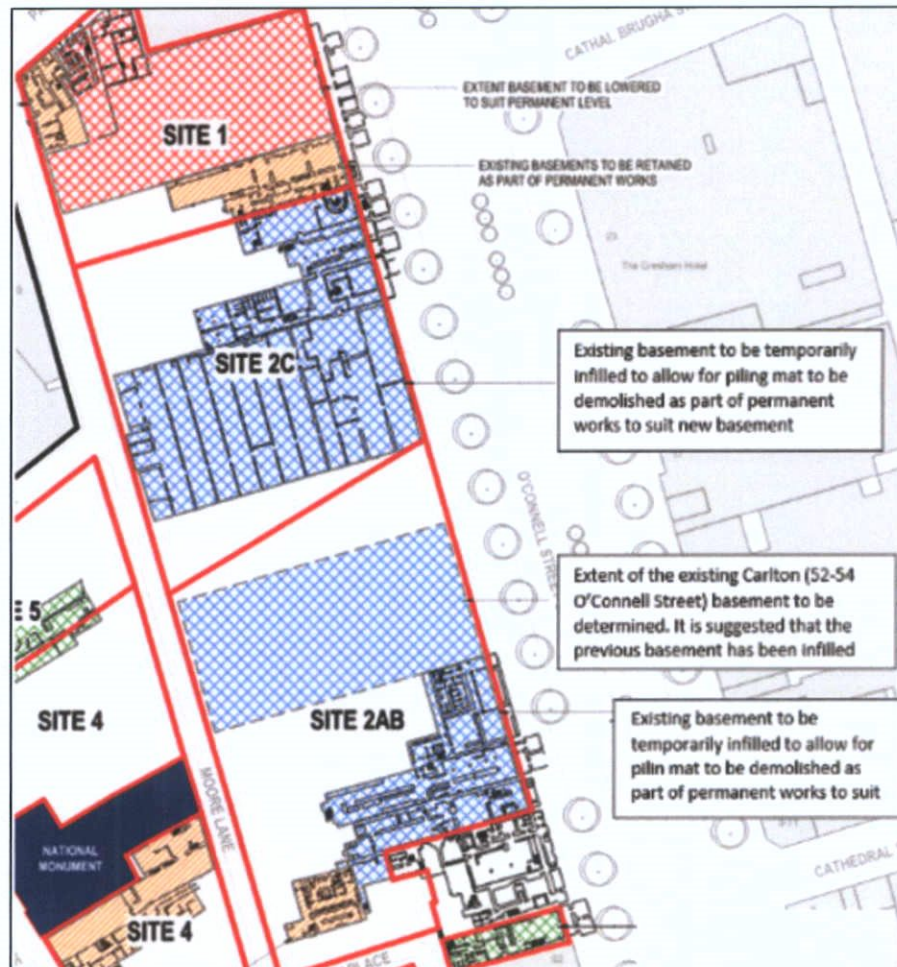 PA
CATHAL BRUGHA S
EXTENT BASEMENT TO BE LOWERED
TO SUIT PERMANENT LEVEL
SITE 1
EXISTING BASEMENTS TO BE RETAINED
AS PART OF PERMANENT WORKS
The Gresham Hotel
SITE 2C
Existing basement to be temporarily
infilled to allow for piling mat to be
demolished as part of permanent
works to suit new basement
O'CONNELL STREET
Extent of the existing Carlton (52-54
O'Connell Street) basement to be
determined. It is suggested that the
previous basement has been infilled
E 5
SITE 4
SITE 2AB
Existing basement to be
temporarily infilled to allow for
pilin mat to be demolished as
part of permanent works to suit
MOORE LANE
NATIONAL
MONUMENT
CATHEDRAL
SITE 4
PLACE